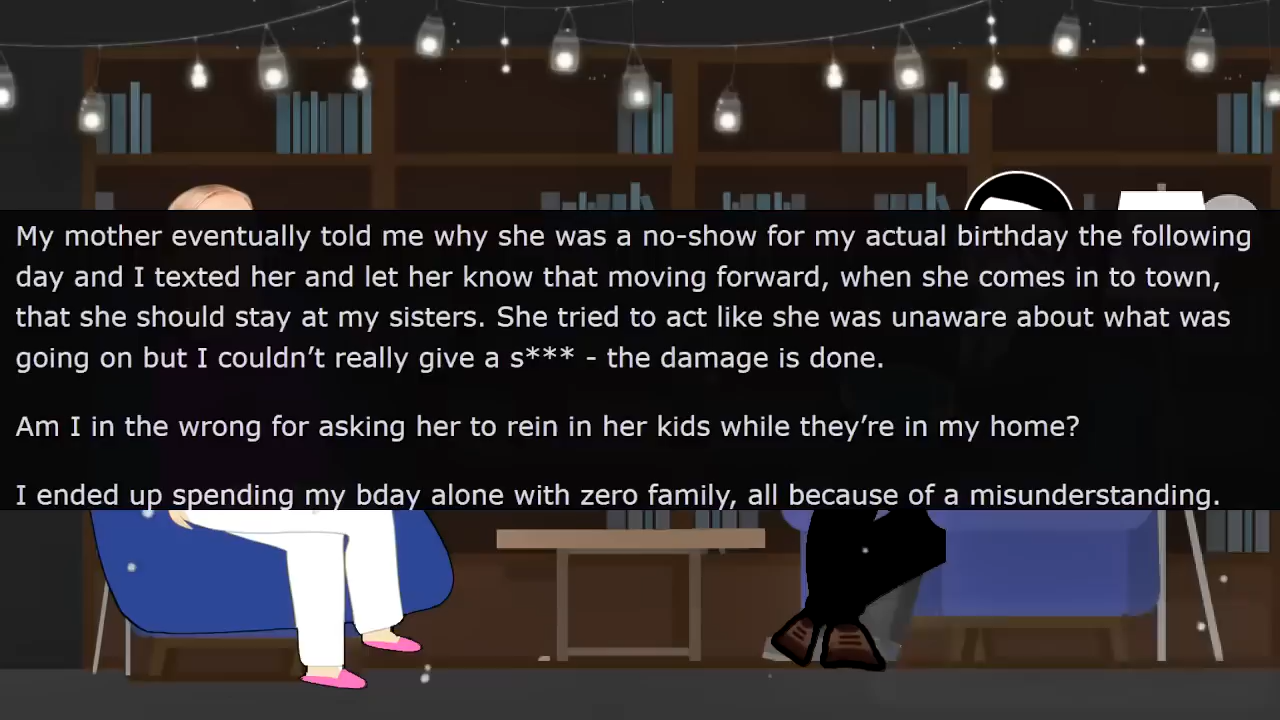 My mother eventually told me why she was a no-show for my actual birthday the following
day and I texted her and let her know that moving forward, when she comes in to town,
that she should stay at my sisters. She tried to act like she was unaware about what was
going on but I couldn’t really give a s*** - the damage is done.
Am I in the wrong for asking her to rein in her kids while they’re in my home?
I ended up spending my bday alone with zero family, all because of a misunderstanding.